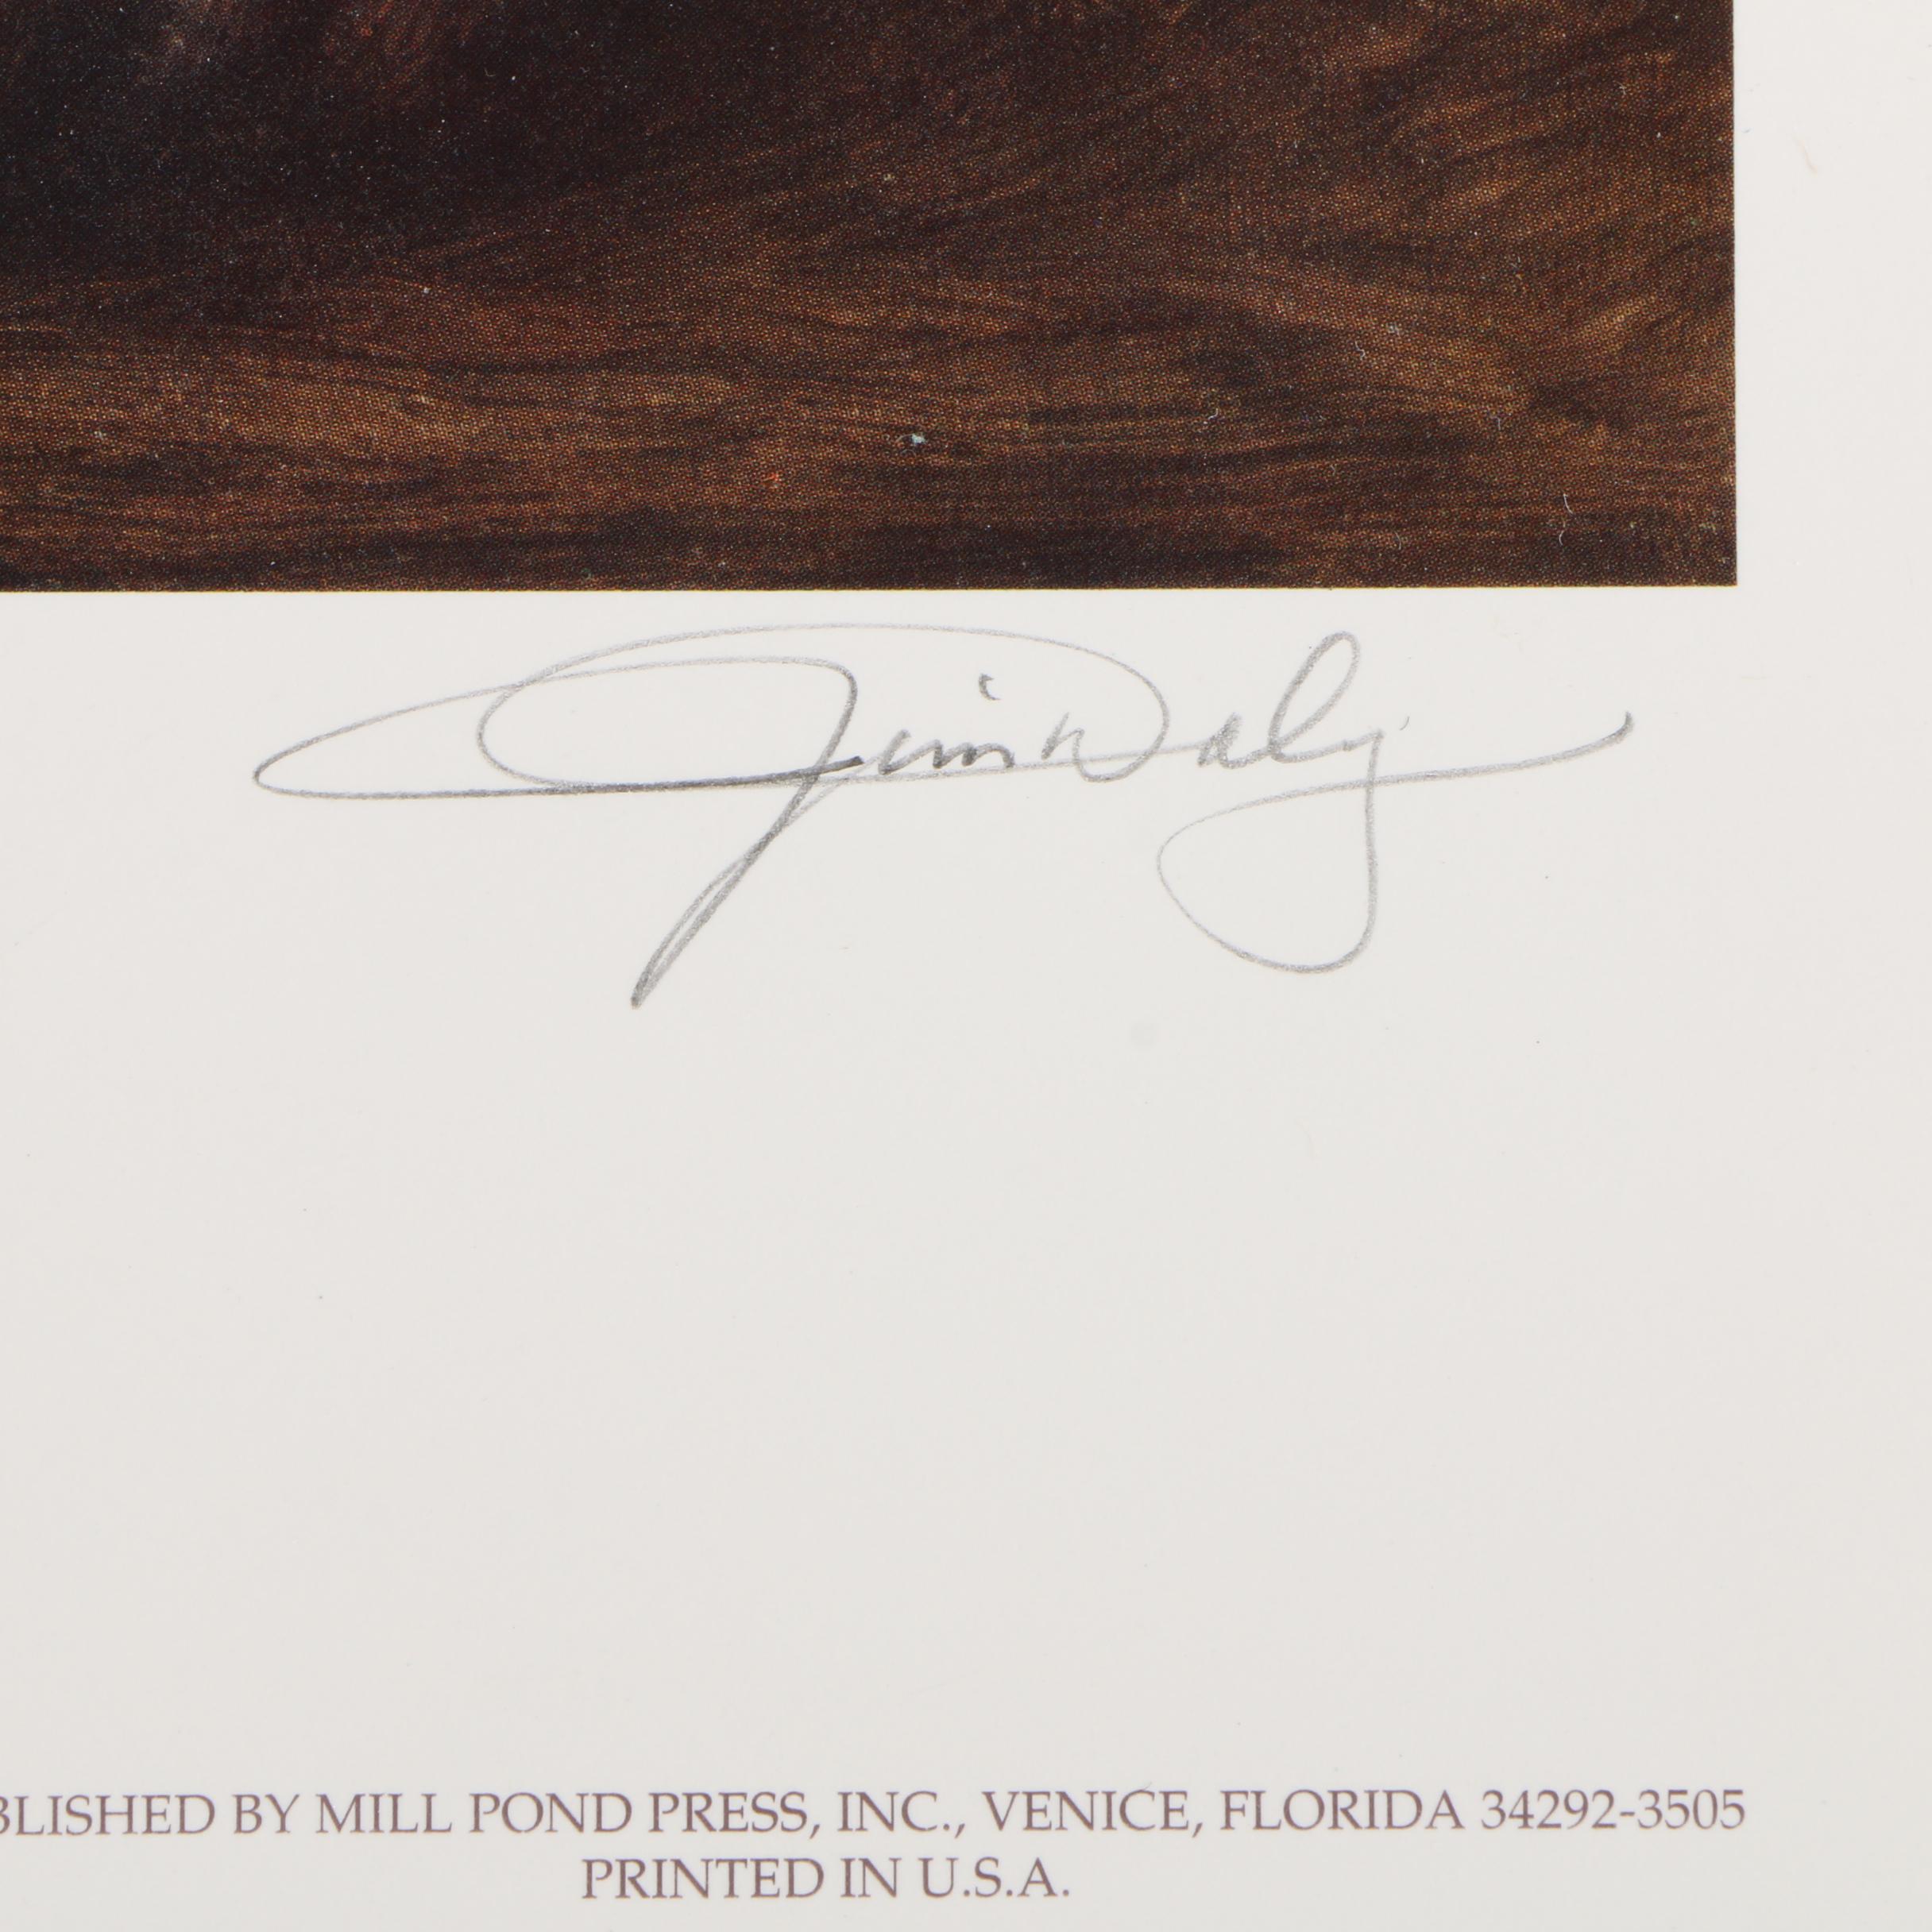 Jim Daly
BLISHED BY MILL POND PRESS, INC., VENICE, FLORIDA 34292-3505
PRINTED IN U.S.A.